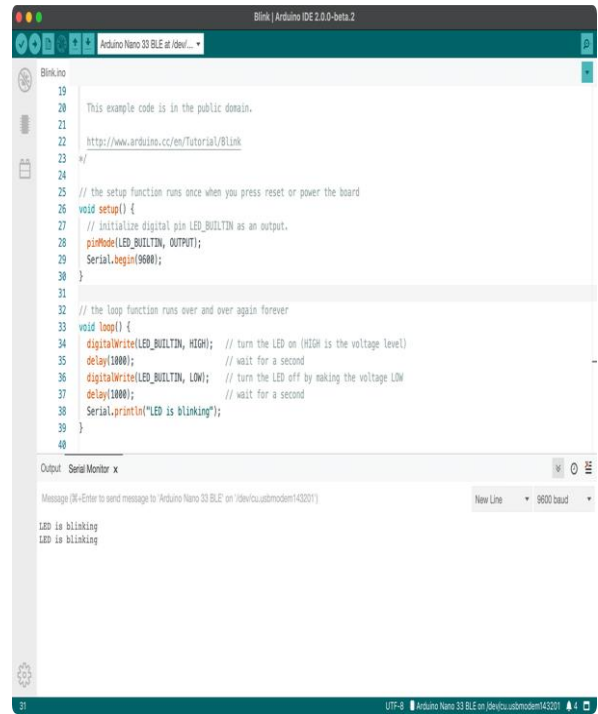 Blink | Arduino IDE 2.0.0-beta.2
Arduino Nano 33 BLE at /dev/...
Blink.ino
19
20 This example code is in the public domain.
21
22 http://www.arduino.cc/en/Tutorial/Blink
23 */
24
25 // the setup function runs once when you press reset or power the board
26 void setup() {
27 // initialize digital pin LED_BUILTIN as an output.
28 pinMode(LED_BUILTIN, OUTPUT);
29 Serial.begin(9600);
30 }
31
32 // the loop function runs over and over again forever
33 void loop() {
34 digitalWrite(LED_BUILTIN, HIGH); // turn the LED on (HIGH is the voltage level)
35 delay(1000); // wait for a second
36 digitalWrite(LED_BUILTIN, LOW); // turn the LED off by making the voltage LOW
37 delay(1000); // wait for a second
38 Serial.println("LED is blinking");
39 }
40
Output Serial Monitor x
Message (⌘+Enter to send message to 'Arduino Nano 33 BLE' on '/dev/cu.usbmodem143201') New Line 9600 baud
LED is blinking
LED is blinking
31 UTF-8 Arduino Nano 33 BLE on /dev/cu.usbmodem143201 4